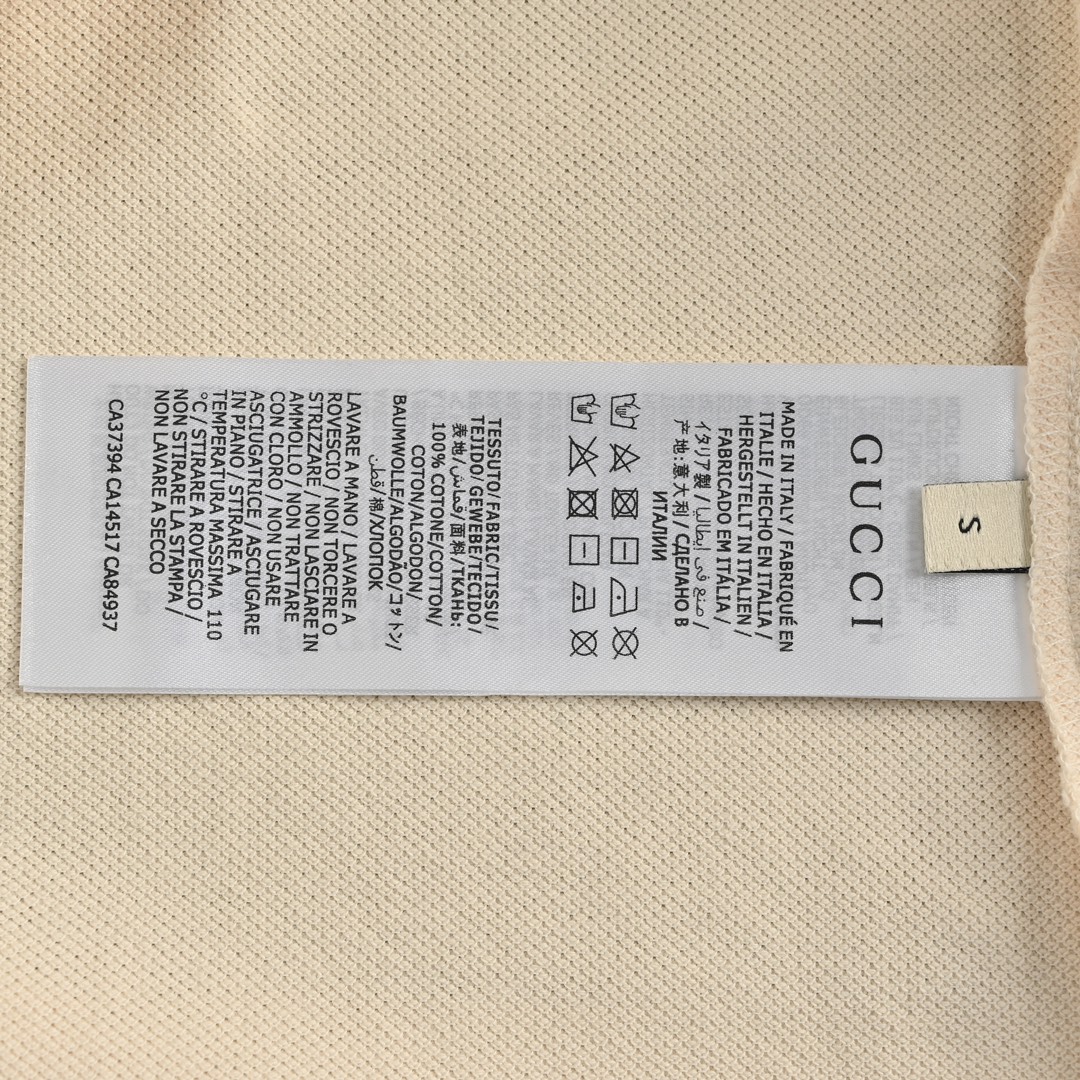 GUCCI
S
MADE IN ITALY / FABRIQUÉ EN
ITALIE / HECHO EN ITALIA /
HERGESTELLT IN ITALIEN /
FABRICADO EM ITÁLIA /
イタリア製 / صنع في إيطاليا /
产地:意大利 / СДЕЛАНО В
ИТАЛИИ
TESSUTO/FABRIC/TISSU/
TEJIDO/GEWEBE/TECIDO/
表地/قماش/面料/ТКАНЬ:
100% COTONE/COTTON/
COTON/ALGODON/
BAUMWOLLE/ALGODÃO/コットン/
قطن/棉/ХЛОПОК
LAVARE A MANO / LAVARE A
ROVESCIO / NON TORCERE O
STRIZZARE / NON LASCIARE IN
AMMOLLO / NON TRATTARE
CON CLORO / NON USARE
ASCIUGATRICE / ASCIUGARE
IN PIANO / STIRARE A
TEMPERATURA MASSIMA 110
°C / STIRARE A ROVESCIO /
NON STIRARE LA STAMPA /
NON LAVARE A SECCO
CA37394 CA14517 CA84937